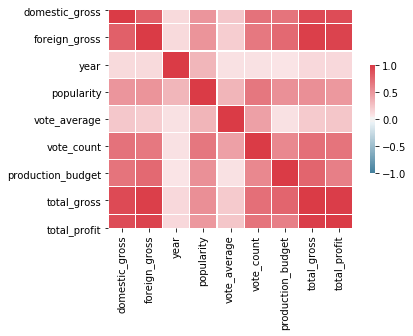 domestic_gross
foreign_gross
year
popularity
vote_average
vote_count
production_budget
total_gross
total_profit
1.0
0.5
0.0
−0.5
−1.0
domestic_gross
foreign_gross
year
popularity
vote_average
vote_count
production_budget
total_gross
total_profit